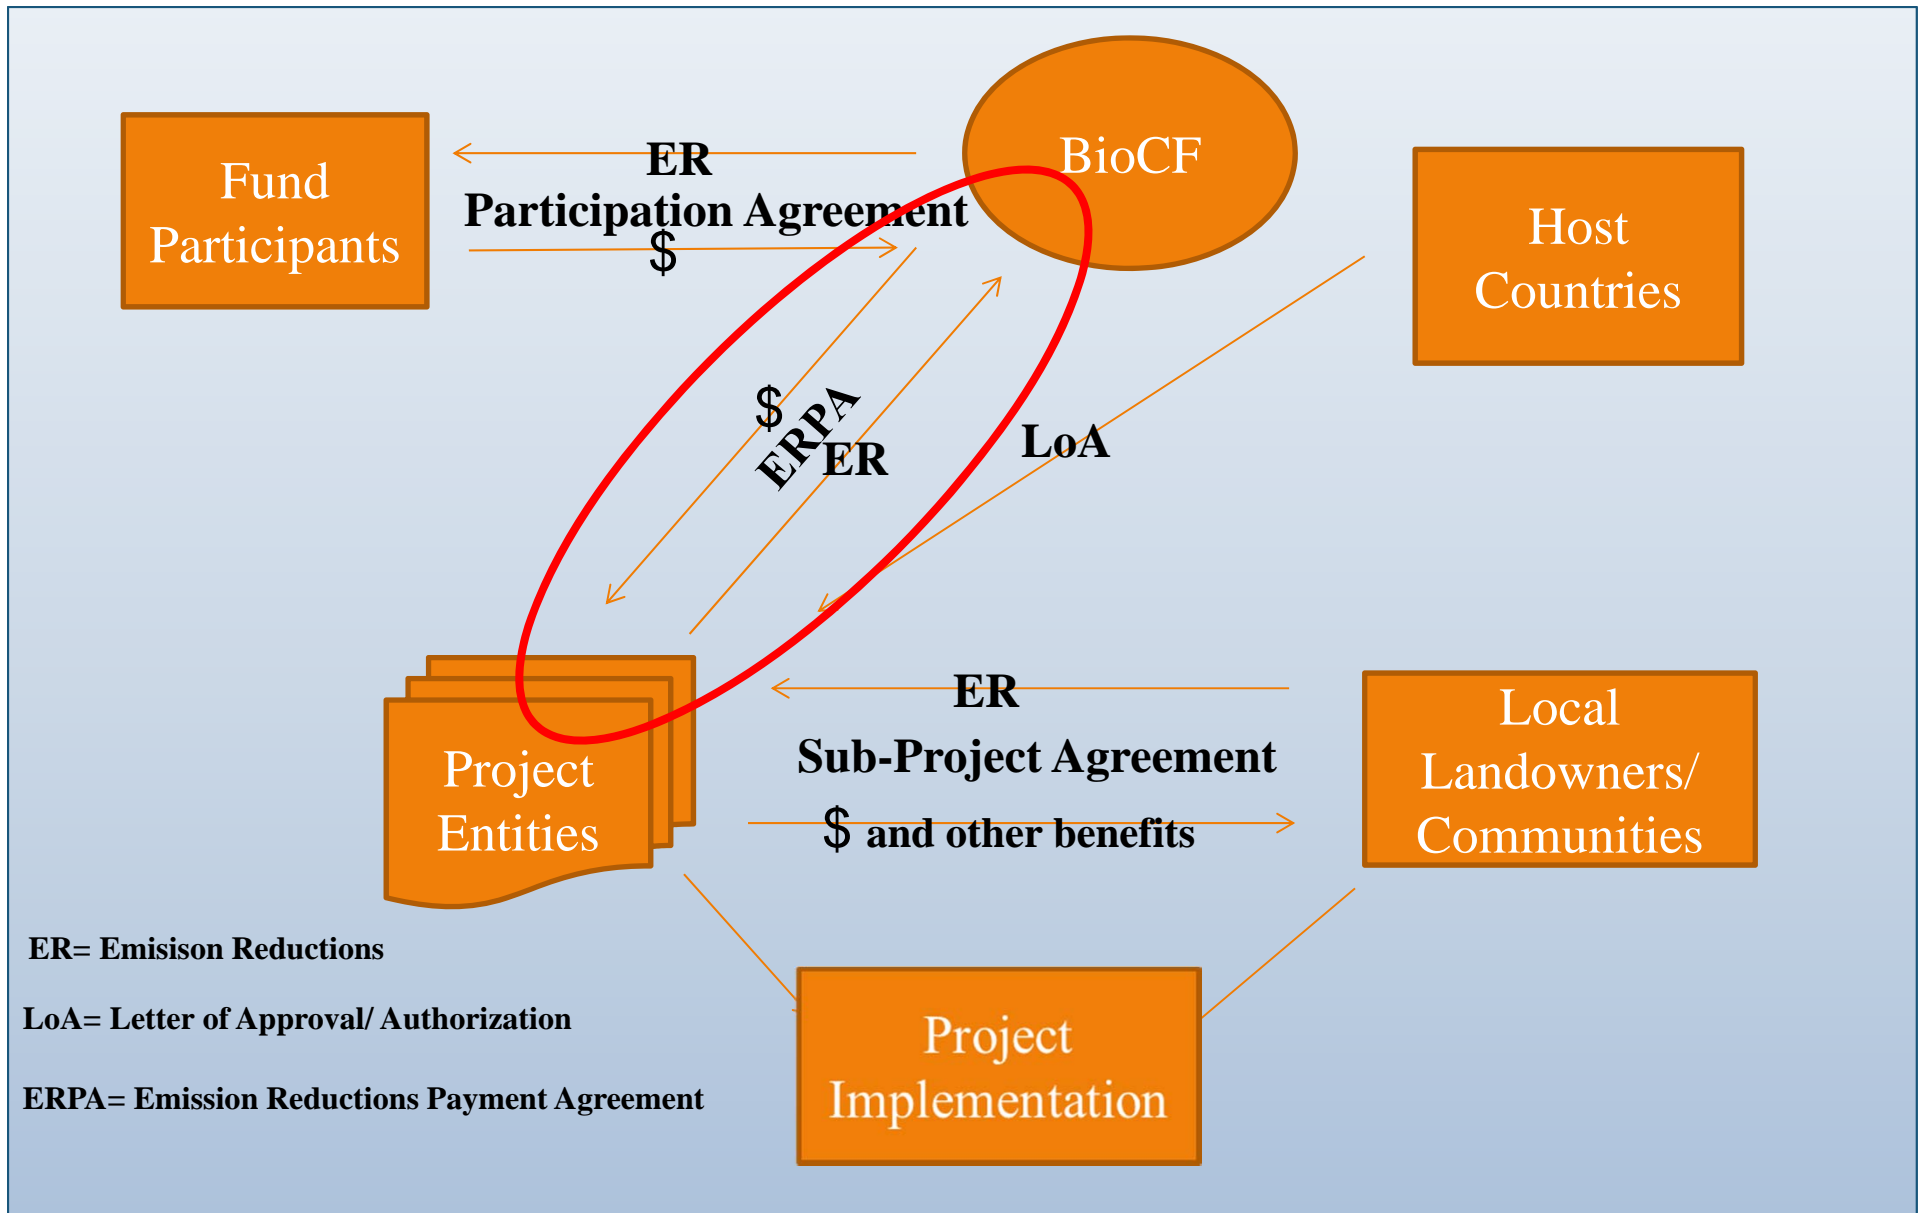 BioCF
Fund
Participants
ER
Participation Agreement
$
Host
Countries
$
ERPA
ER
LoA
ER
Sub-Project Agreement
$ and other benefits
Project
Entities
Local
Landowners/
Communities
ER= Emisison Reductions
LoA= Letter of Approval/ Authorization
ERPA= Emission Reductions Payment Agreement
Project
Implementation